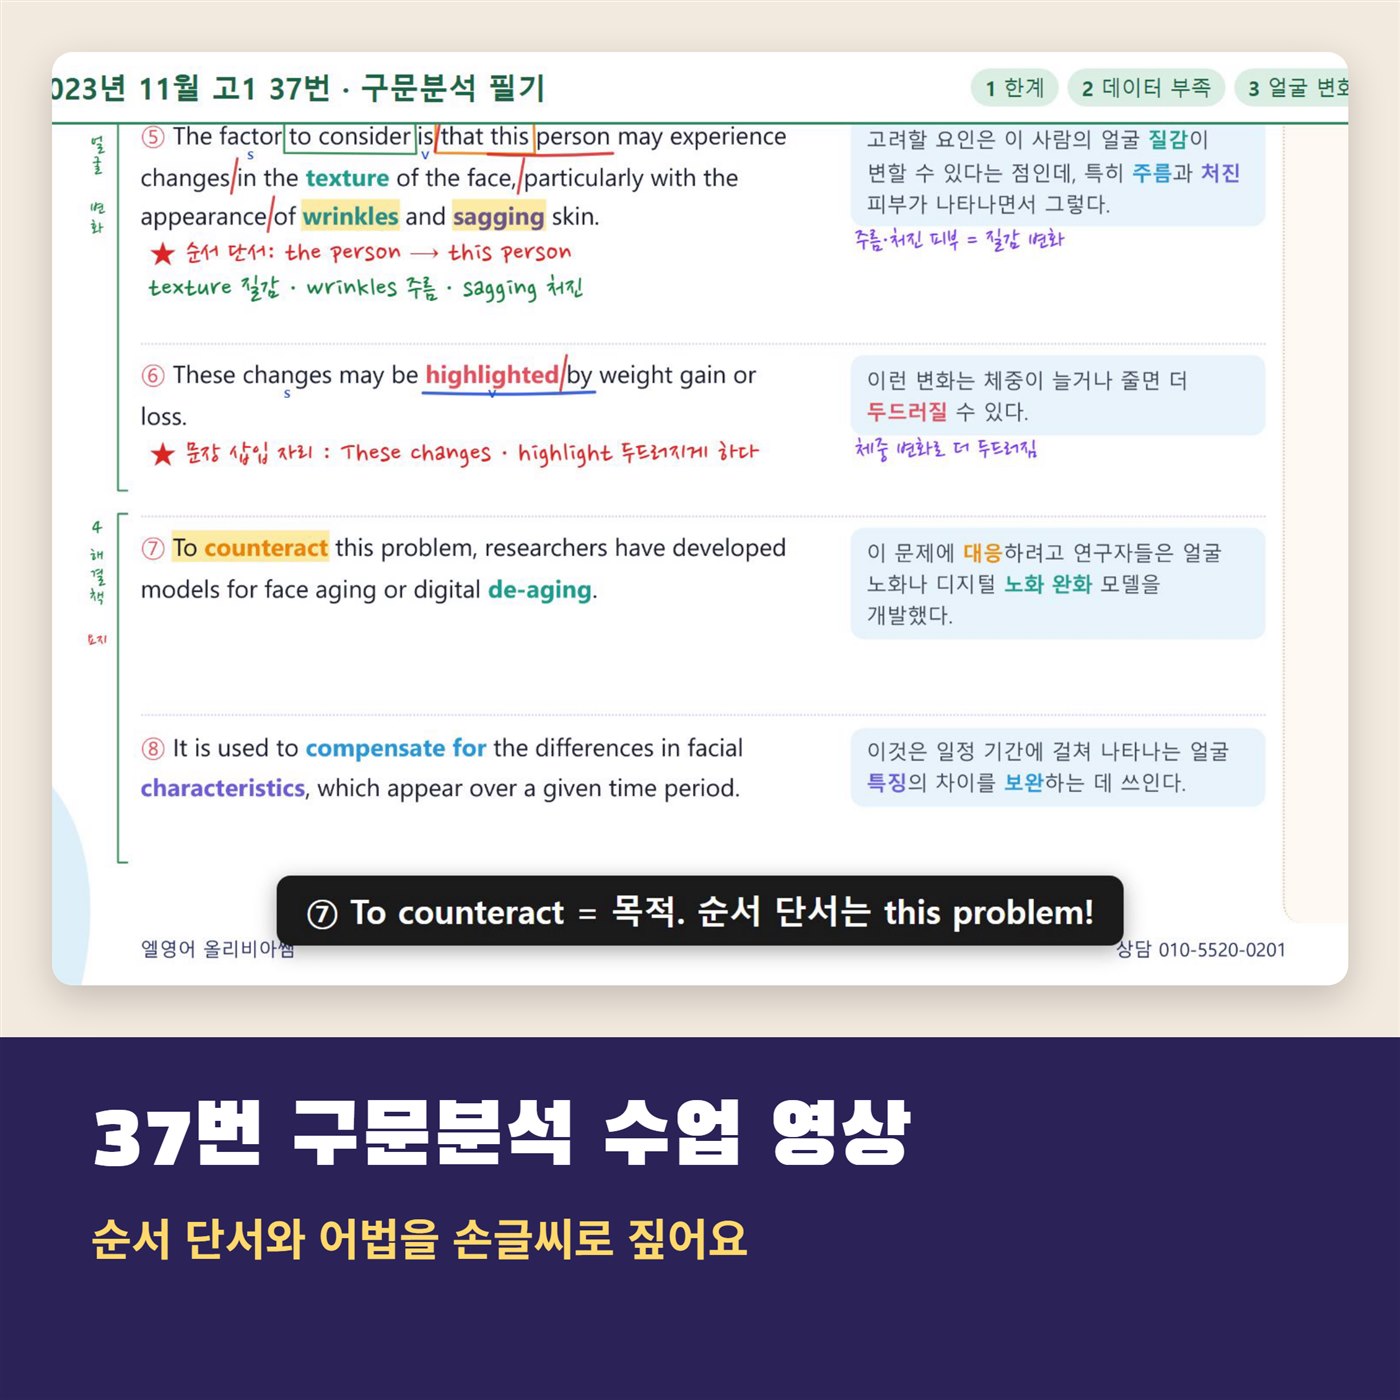 023년 11월 고1 37번 · 구문분석 필기
1 한계 2 데이터 부족 3 얼굴 변화
얼굴 변화
⑤ The factor to consider is that this person may experience
s v
changes in the texture of the face, particularly with the
appearance of wrinkles and sagging skin.
★ 순서 단서: the person → this person
texture 질감 · wrinkles 주름 · sagging 처진
고려할 요인은 이 사람의 얼굴 질감이
변할 수 있다는 점인데, 특히 주름과 처진
피부가 나타나면서 그렇다.
주름·처진 피부 = 질감 변화
⑥ These changes may be highlighted by weight gain or
s v
loss.
★ 문장 삽입 자리 : These changes · highlight 두드러지게 하다
이런 변화는 체중이 늘거나 줄면 더
두드러질 수 있다.
체중 변화로 더 두드러짐
4 해결책
요지
⑦ To counteract this problem, researchers have developed
models for face aging or digital de-aging.
이 문제에 대응하려고 연구자들은 얼굴
노화나 디지털 노화 완화 모델을
개발했다.
⑧ It is used to compensate for the differences in facial
characteristics, which appear over a given time period.
이것은 일정 기간에 걸쳐 나타나는 얼굴
특징의 차이를 보완하는 데 쓰인다.
⑦ To counteract = 목적. 순서 단서는 this problem!
엘영어 올리비아쌤
상담 010-5520-0201
37번 구문분석 수업 영상
순서 단서와 어법을 손글씨로 짚어요